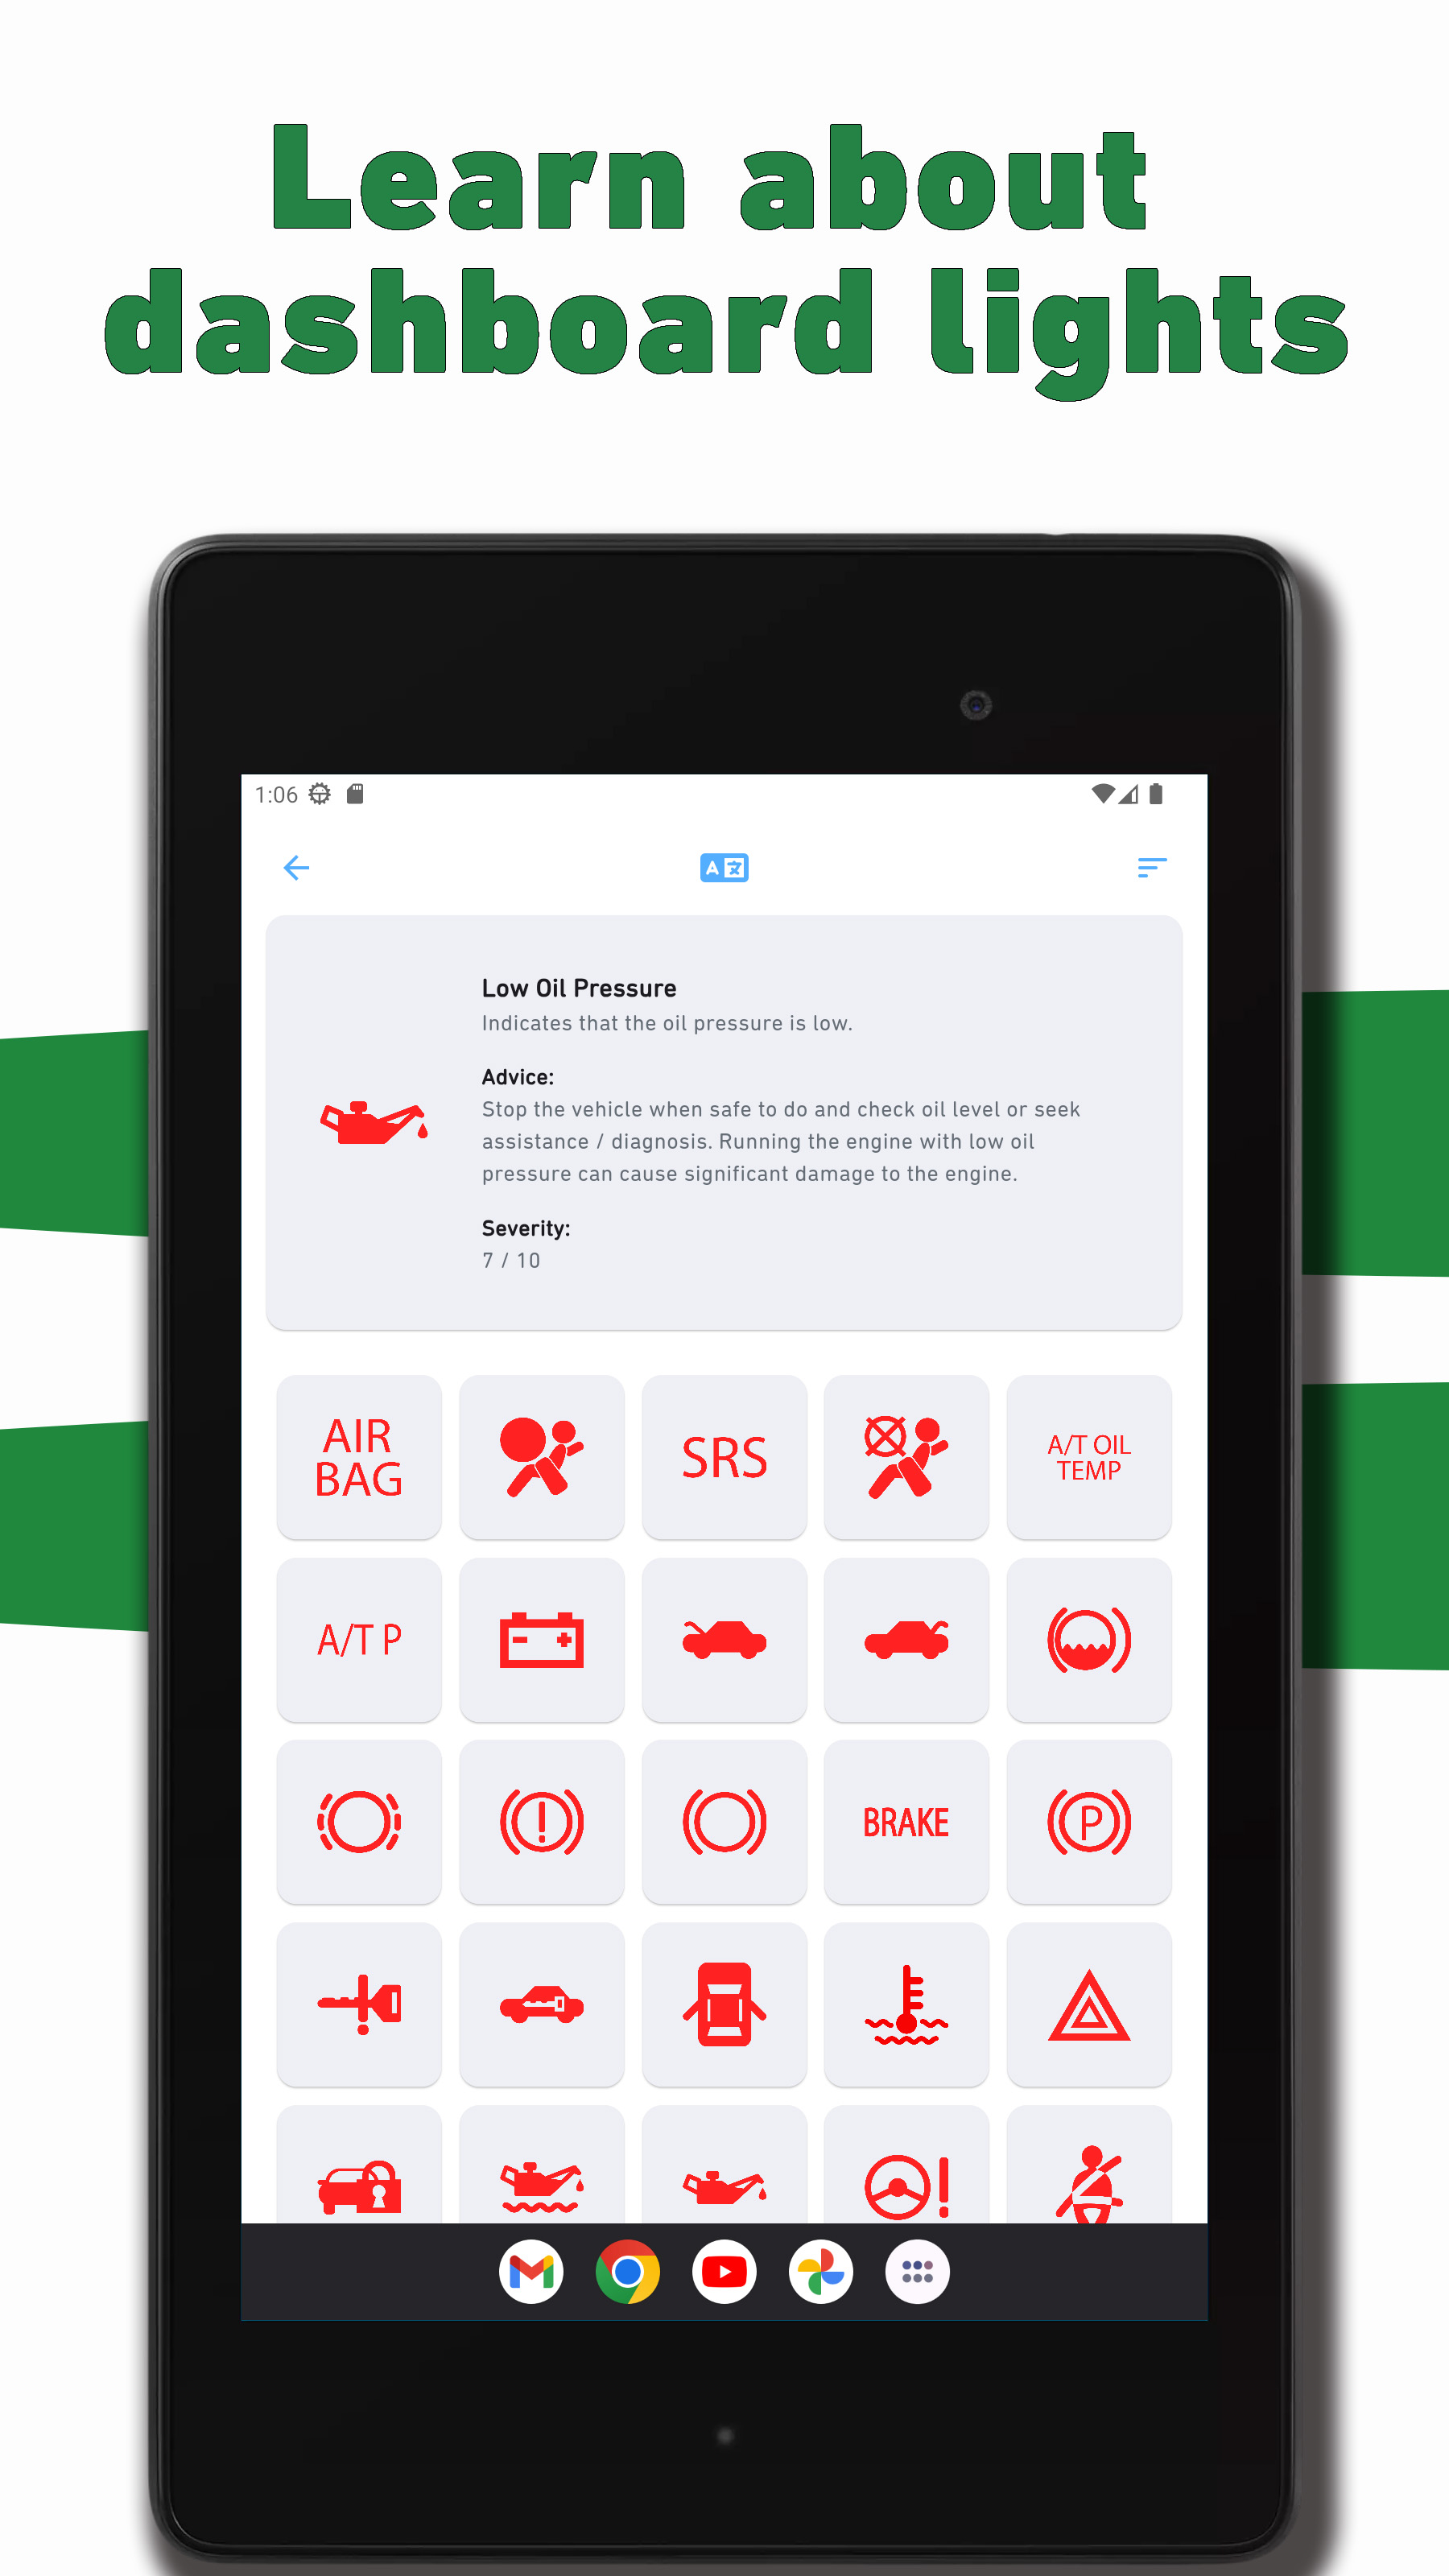 Learn about
dashboard lights
1:06
A 文
Low Oil Pressure
Indicates that the oil pressure is low.
Advice:
Stop the vehicle when safe to do and check oil level or seek
assistance / diagnosis. Running the engine with low oil
pressure can cause significant damage to the engine.
Severity:
7 / 10
AIR
BAG
SRS
A/T OIL
TEMP
A/T P
BRAKE
P